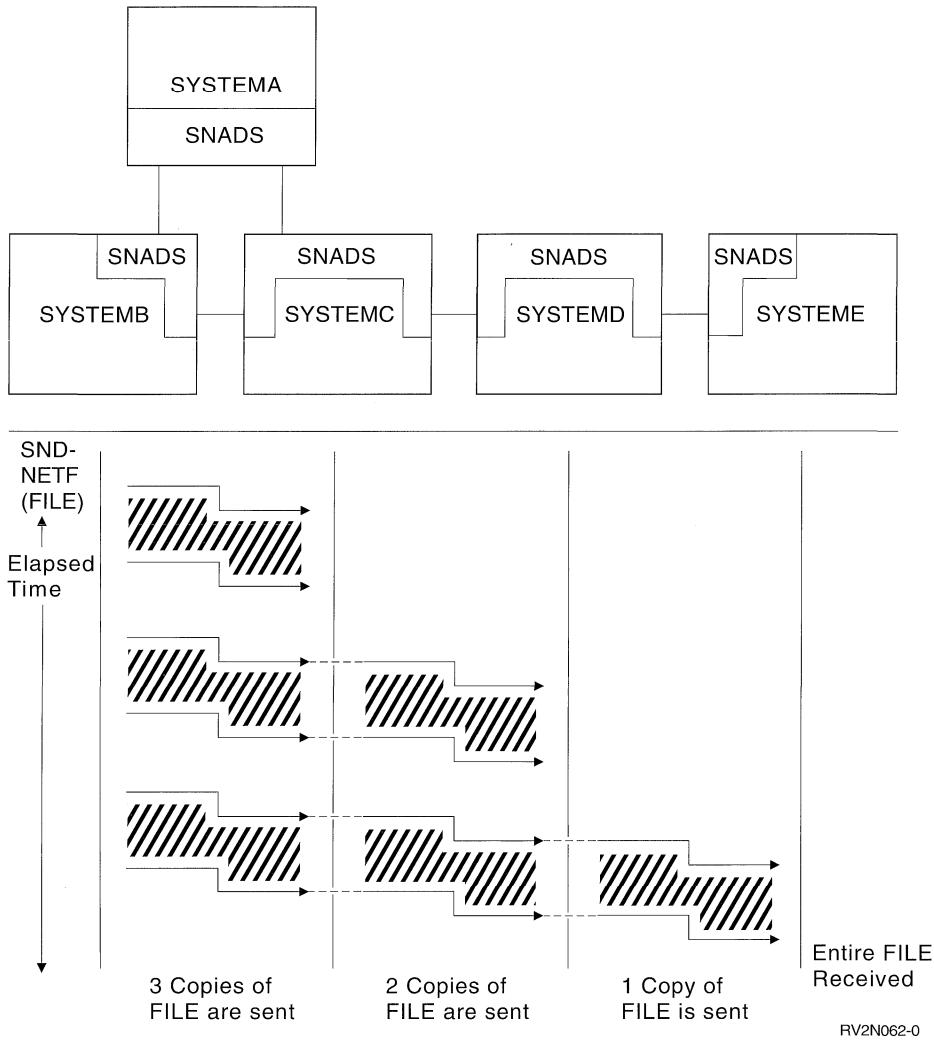 SYSTEMA
SNADS
SNADS
SNADS
SNADS
SNADS
SYSTEMB
SYSTEMC
SYSTEMD
SYSTEME
SND-
NETF
(FILE)
Elapsed
Time
Entire FILE
Received
3 Copies of
FILE are sent
2 Copies of
FILE are sent
1 Copy of
FILE is sent
RV2N062-0